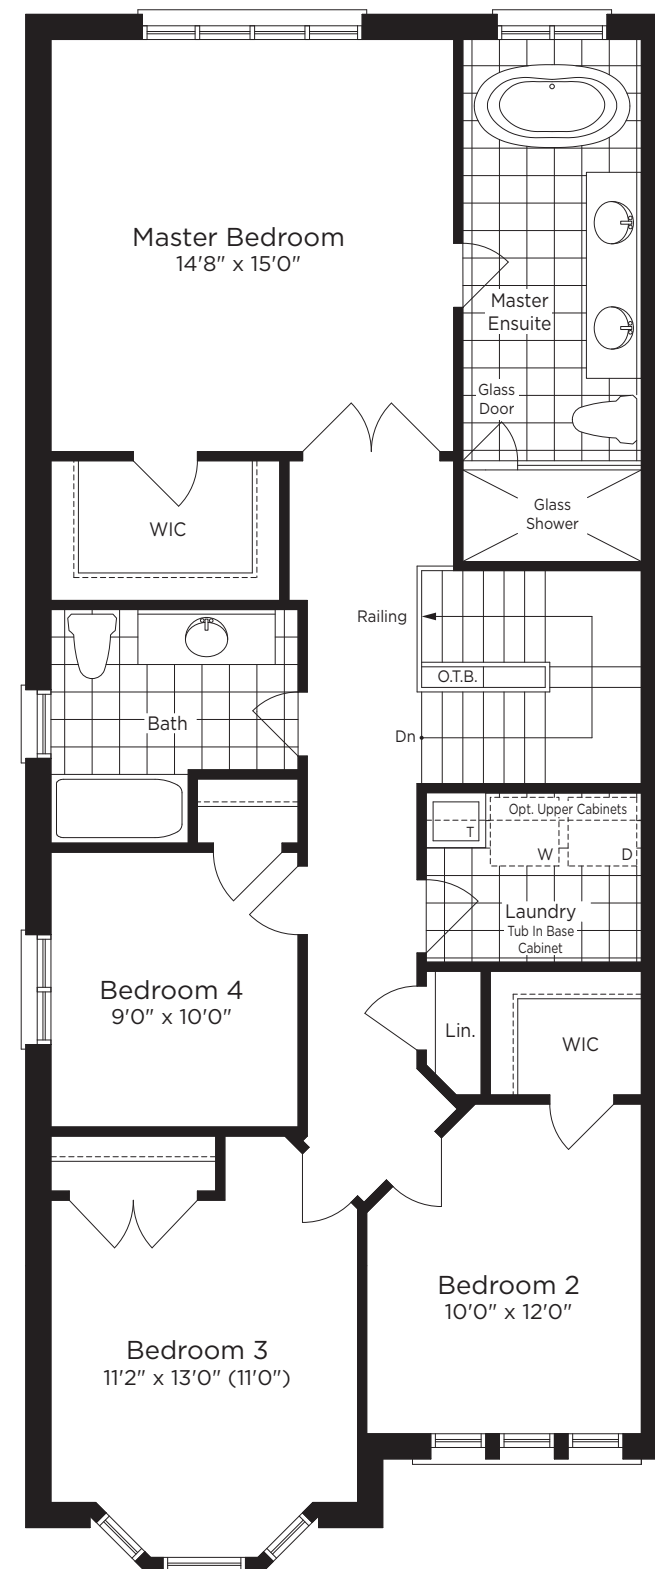 Master Bedroom
14'8" x 15'0"
Master
Ensuite
Glass
Door
Glass
Shower
WIC
Railing
O.T.B.
Bath
Dn
Opt. Upper Cabinets
T
W
D
Laundry
Tub In Base
Cabinet
Bedroom 4
9'0" x 10'0"
Lin.
WIC
Bedroom 2
10'0" x 12'0"
Bedroom 3
11'2" x 13'0" (11'0")